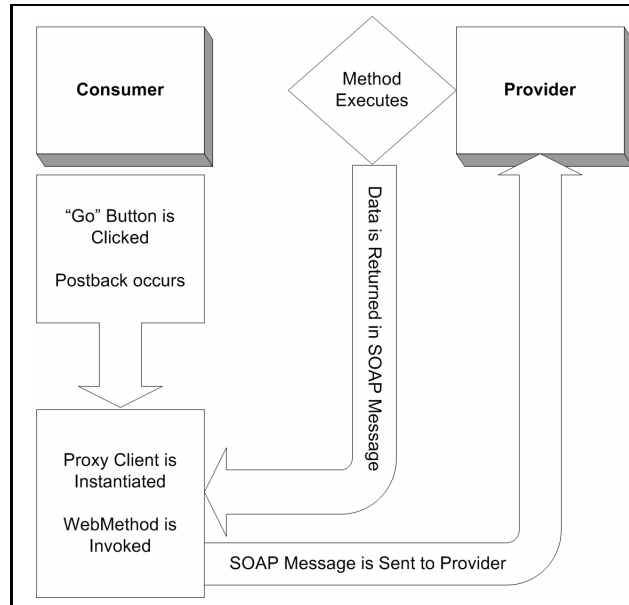 Consumer
Method
Executes
Provider
“Go” Button is
Clicked
Postback occurs
Data is Returned in SOAP Message
Proxy Client is
Instantiated
WebMethod is
Invoked
SOAP Message is Sent to Provider